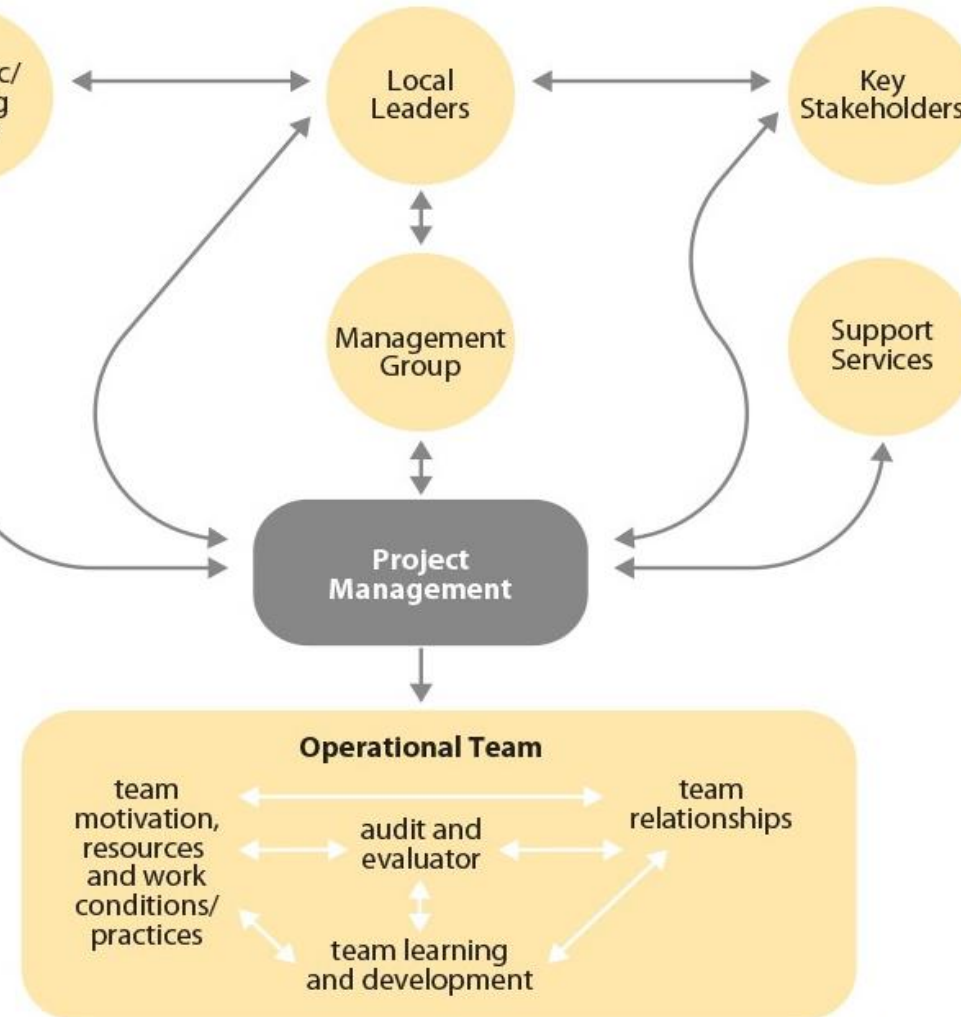 c/
g
Local
Leaders
Key
Stakeholders
Management
Group
Support
Services
Project
Management
Operational Team
team
motivation,
resources
and work
conditions/
practices
audit and
evaluator
team
relationships
team learning
and development